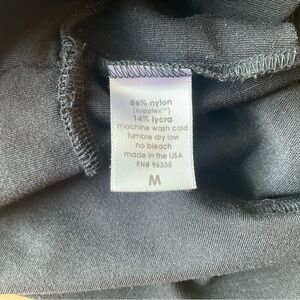 86% nylon
(supplex™)
14% lycra
machine wash cold
tumble dry low
no bleach
made in the USA
RN# 96335
M